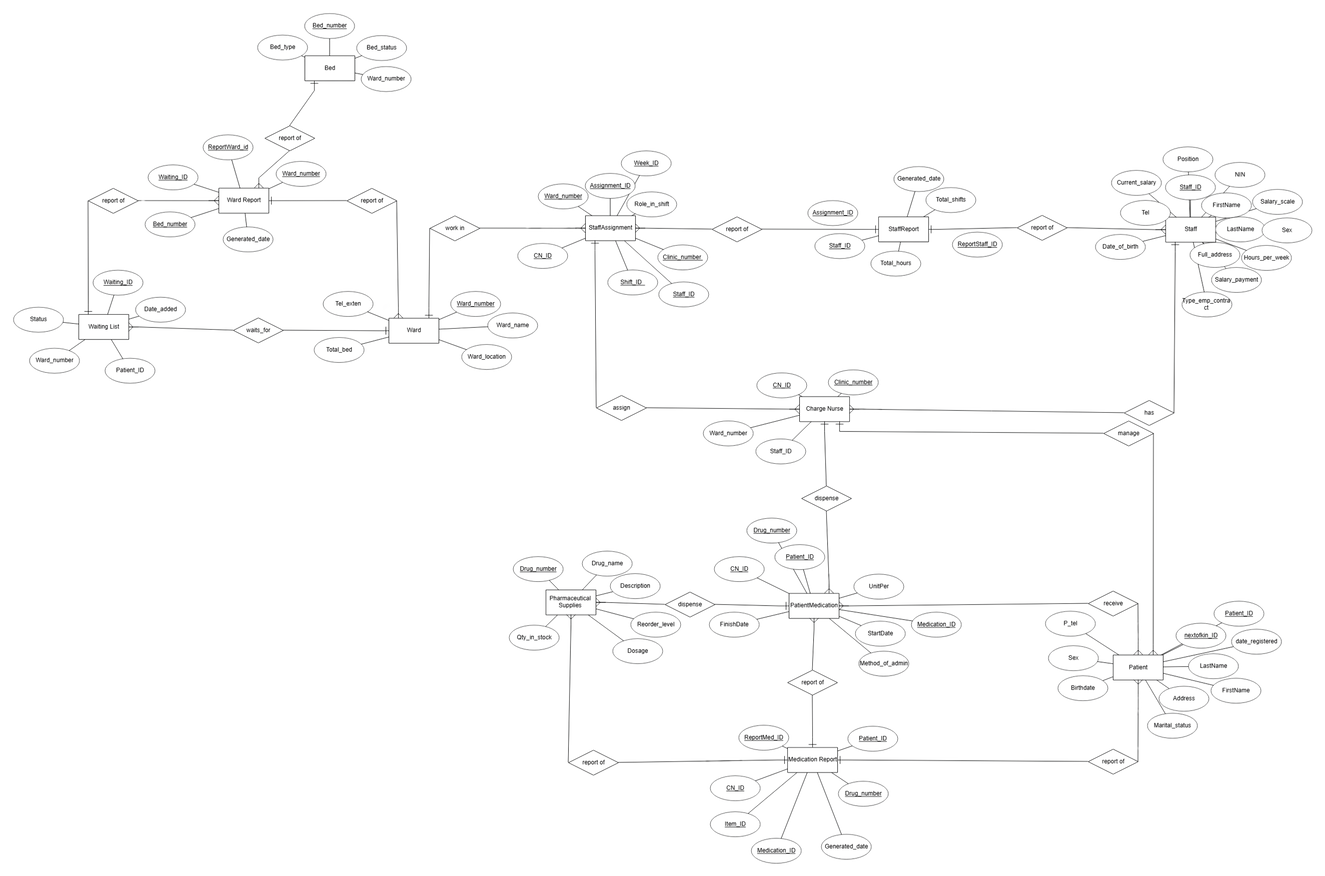 Bed_number
Bed_type
Bed_status
Bed
Ward_number
report of
ReportWard_id
Waiting_ID
Ward_number
report of
Ward Report
report of
Bed_number
Generated_date
Waiting_ID
Status
Date_added
Waiting List
Ward_number
Patient_ID
waits_for
Tel_exten
Ward_number
Ward
Ward_name
Total_bed
Ward_location
work in
Week_ID
Assignment_ID
Ward_number
Role_in_shift
StaffAssignment
CN_ID
Clinic_number
Shift_ID
Staff_ID
report of
Generated_date
Total_shifts
Assignment_ID
StaffReport
Staff_ID
ReportStaff_ID
Total_hours
report of
Position
NIN
Current_salary
Staff_ID
Salary_scale
FirstName
Tel
LastName
Sex
Staff
Date_of_birth
Full_address
Hours_per_week
Salary_payment
Type_emp_contra
ct
CN_ID
Clinic_number
assign
Charge Nurse
has
Ward_number
manage
Staff_ID
dispense
Drug_number
Patient_ID
CN_ID
UnitPer
PatientMedication
FinishDate
Medication_ID
StartDate
Method_of_admin
Drug_name
Drug_number
Description
Pharmaceutical
Supplies
dispense
Reorder_level
Qty_in_stock
Dosage
receive
Patient_ID
P_tel
nextofkin_ID
date_registered
Sex
Patient
LastName
Birthdate
FirstName
Address
Marital_status
report of
ReportMed_ID
Patient_ID
report of
Medication Report
report of
CN_ID
Drug_number
Item_ID
Medication_ID
Generated_date